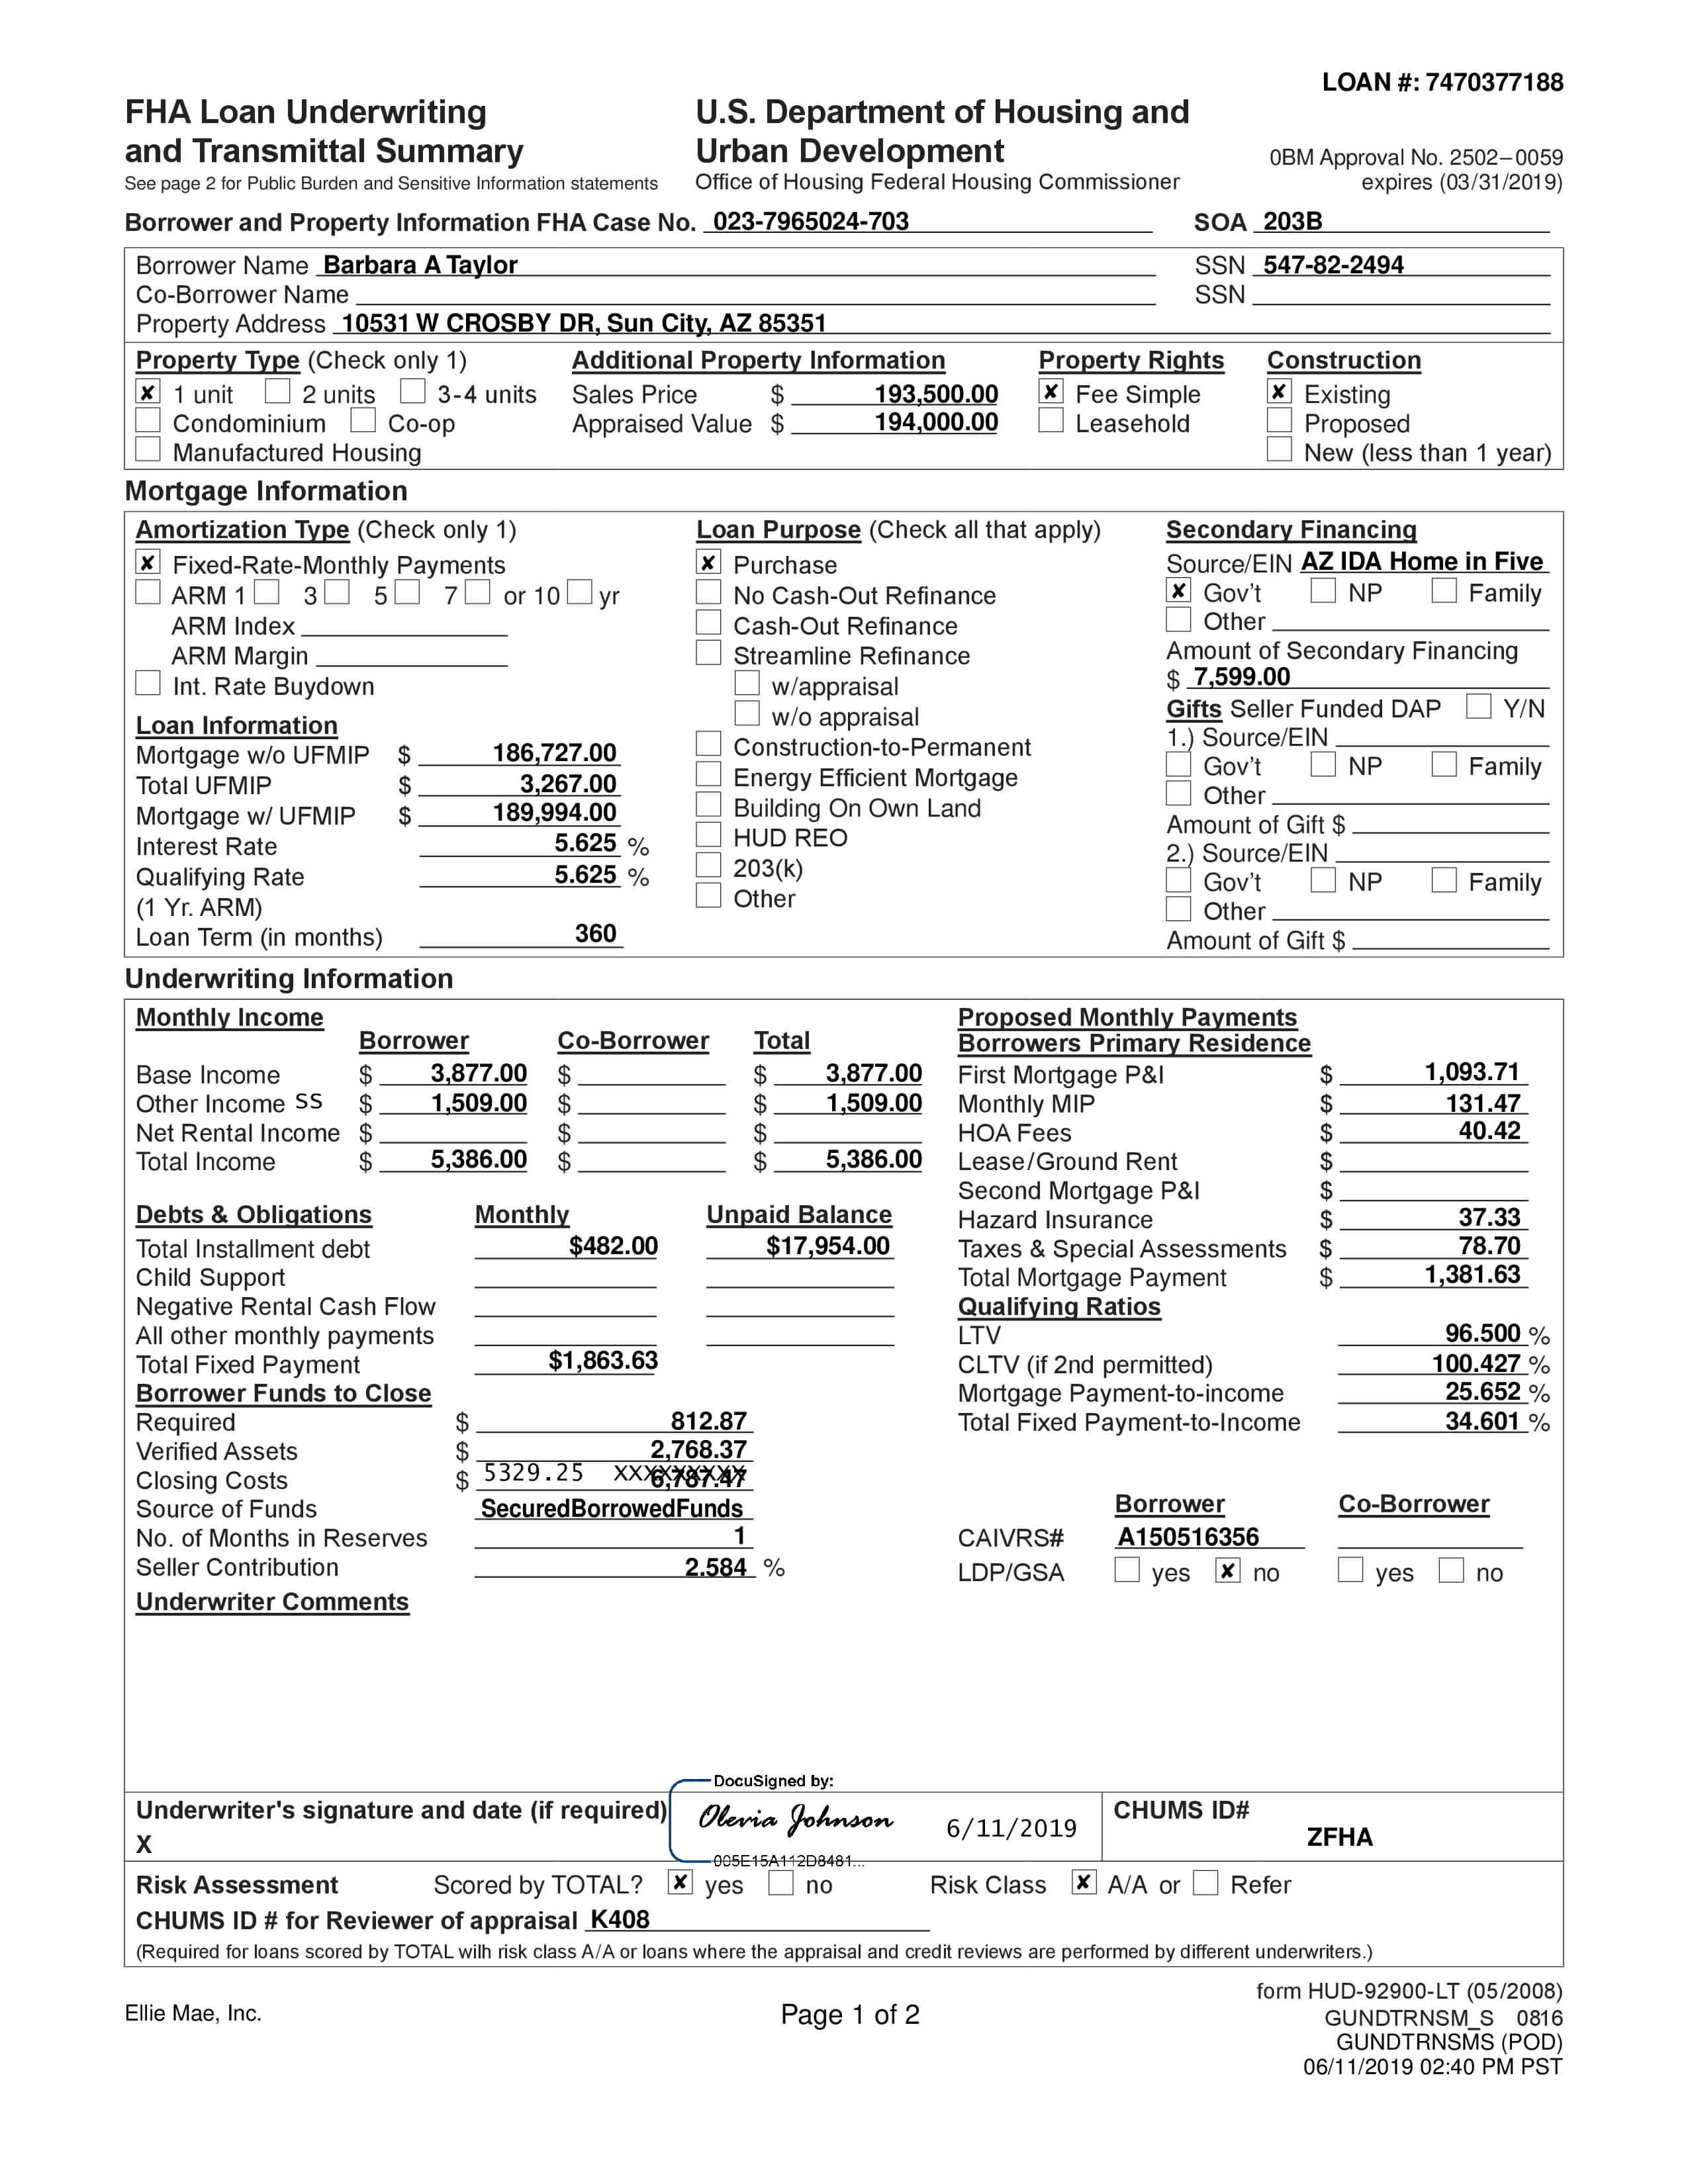 LOAN #: 7470377188
FHA Loan Underwriting
and Transmittal Summary
See page 2 for Public Burden and Sensitive Information statements
U.S. Department of Housing and
Urban Development
Office of Housing Federal Housing Commissioner
0BM Approval No. 2502–0059
expires (03/31/2019)
Borrower and Property Information FHA Case No. 023-7965024-703 SOA 203B
Borrower Name Barbara A Taylor SSN 547-82-2494
Co-Borrower Name SSN
Property Address 10531 W CROSBY DR, Sun City, AZ 85351
Property Type (Check only 1)
✘ 1 unit 2 units 3-4 units
Condominium Co-op
Manufactured Housing
Additional Property Information
Sales Price $ 193,500.00
Appraised Value $ 194,000.00
Property Rights
✘ Fee Simple
Leasehold
Construction
✘ Existing
Proposed
New (less than 1 year)
Mortgage Information
Amortization Type (Check only 1)
✘ Fixed-Rate-Monthly Payments
ARM 1 3 5 7 or 10 yr
ARM Index
ARM Margin
Int. Rate Buydown
Loan Information
Mortgage w/o UFMIP $ 186,727.00
Total UFMIP $ 3,267.00
Mortgage w/ UFMIP $ 189,994.00
Interest Rate 5.625 %
Qualifying Rate 5.625 %
(1 Yr. ARM)
Loan Term (in months) 360
Loan Purpose (Check all that apply)
✘ Purchase
No Cash-Out Refinance
Cash-Out Refinance
Streamline Refinance
w/appraisal
w/o appraisal
Construction-to-Permanent
Energy Efficient Mortgage
Building On Own Land
HUD REO
203(k)
Other
Secondary Financing
Source/EIN AZ IDA Home in Five
✘ Gov't NP Family
Other
Amount of Secondary Financing
$ 7,599.00
Gifts Seller Funded DAP Y/N
1.) Source/EIN
Gov't NP Family
Other
Amount of Gift $
2.) Source/EIN
Gov't NP Family
Other
Amount of Gift $
Underwriting Information
Monthly Income
Borrower Co-Borrower Total
Base Income $ 3,877.00 $ $ 3,877.00
Other Income SS $ 1,509.00 $ $ 1,509.00
Net Rental Income $ $ $
Total Income $ 5,386.00 $ $ 5,386.00
Debts & Obligations Monthly Unpaid Balance
Total Installment debt $482.00 $17,954.00
Child Support
Negative Rental Cash Flow
All other monthly payments
Total Fixed Payment $1,863.63
Borrower Funds to Close
Required $ 812.87
Verified Assets $ 2,768.37
Closing Costs $ 5329.25 XXXXXXXXX 6,787.47
Source of Funds SecuredBorrowedFunds
No. of Months in Reserves 1
Seller Contribution 2.584 %
Underwriter Comments
Proposed Monthly Payments
Borrowers Primary Residence
First Mortgage P&I $ 1,093.71
Monthly MIP $ 131.47
HOA Fees $ 40.42
Lease/Ground Rent $
Second Mortgage P&I $
Hazard Insurance $ 37.33
Taxes & Special Assessments $ 78.70
Total Mortgage Payment $ 1,381.63
Qualifying Ratios
LTV 96.500 %
CLTV (if 2nd permitted) 100.427 %
Mortgage Payment-to-income 25.652 %
Total Fixed Payment-to-Income 34.601 %
Borrower Co-Borrower
CAIVRS# A150516356
LDP/GSA yes ✘ no yes no
Underwriter's signature and date (if required)
X
DocuSigned by:
Olevia Johnson 6/11/2019
005E15A112D8481...
CHUMS ID#
ZFHA
Risk Assessment Scored by TOTAL? ✘ yes no Risk Class ✘ A/A or Refer
CHUMS ID # for Reviewer of appraisal K408
(Required for loans scored by TOTAL wilh risk class A/A or loans where the appraisal and credit reviews are performed by different underwriters.)
Ellie Mae, Inc.
Page 1 of 2
form HUD-92900-LT (05/2008)
GUNDTRNSM_S 0816
GUNDTRNSMS (POD)
06/11/2019 02:40 PM PST